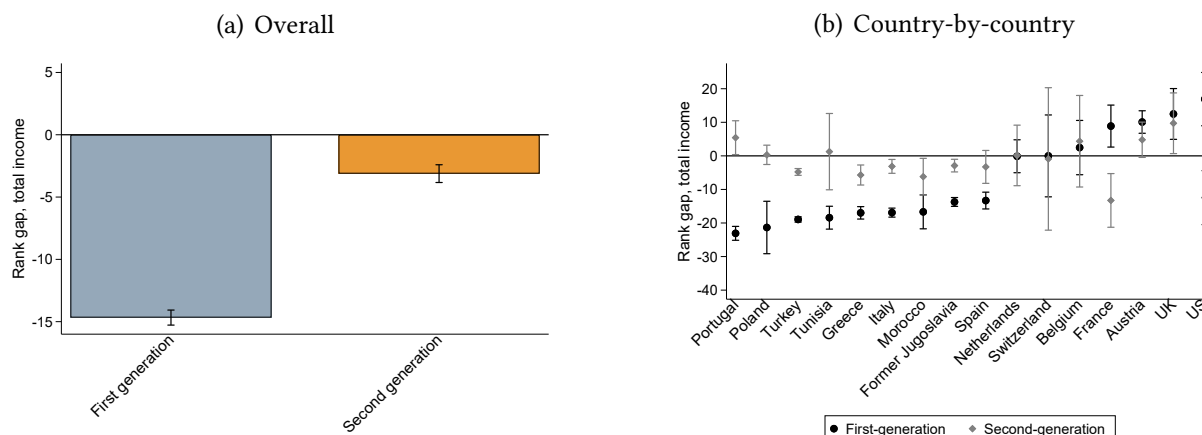 (a) Overall
(b) Country-by-country
Rank gap, total income
5
0
-5
-10
-15
First generation
Second generation
Rank gap, total income
20
10
0
-10
-20
-30
-40
Portugal
Poland
Turkey
Tunisia
Greece
Italy
Morocco
Former Jugoslavia
Spain
Netherlands
Switzerland
Belgium
France
Austria
UK
US
First-generation
Second-generation